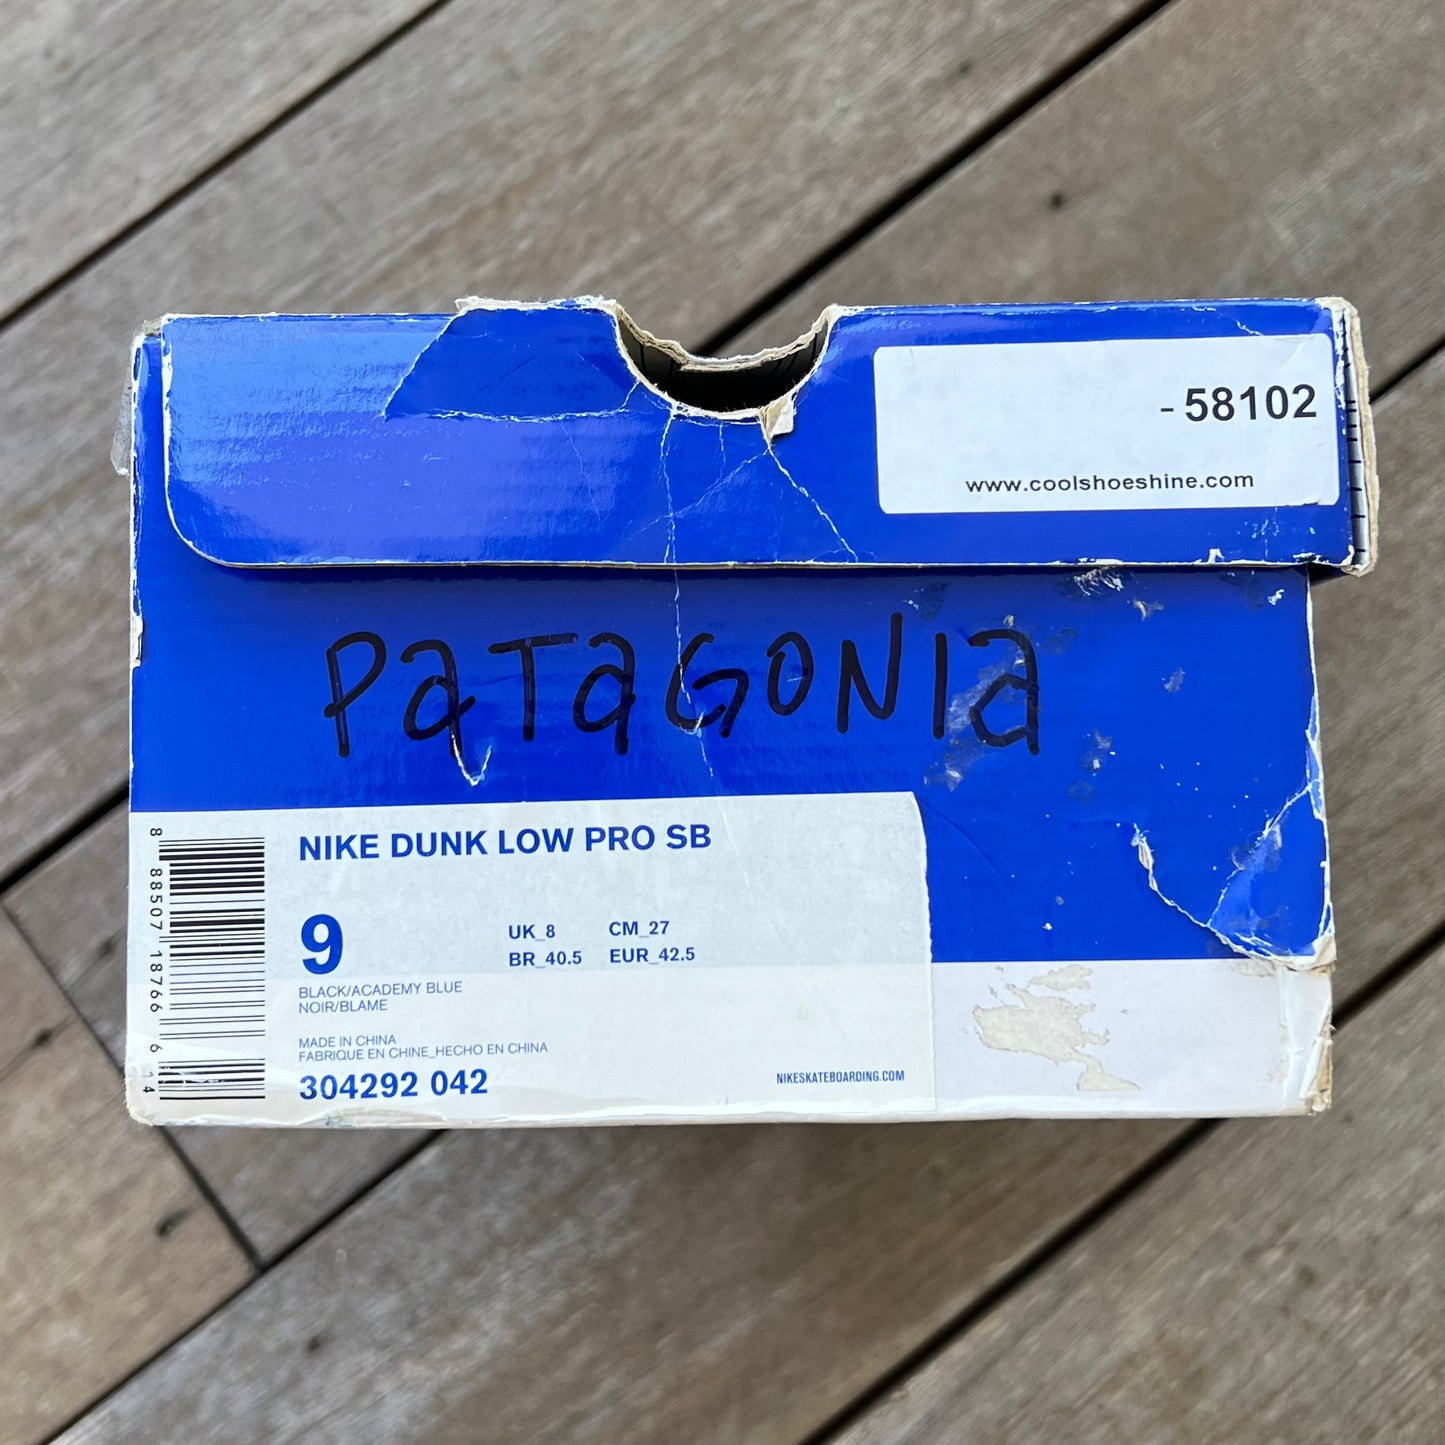 - 58102
www.coolshoeshine.com
PaTaGONIa
NIKE DUNK LOW PRO SB
9
UK_8 CM_27
BR_40.5 EUR_42.5
BLACK/ACADEMY BLUE
NOIR/BLAME
MADE IN CHINA
FABRIQUE EN CHINE_HECHO EN CHINA
304292 042
NIKESKATEBOARDING.COM
8 88507 18766 6 14